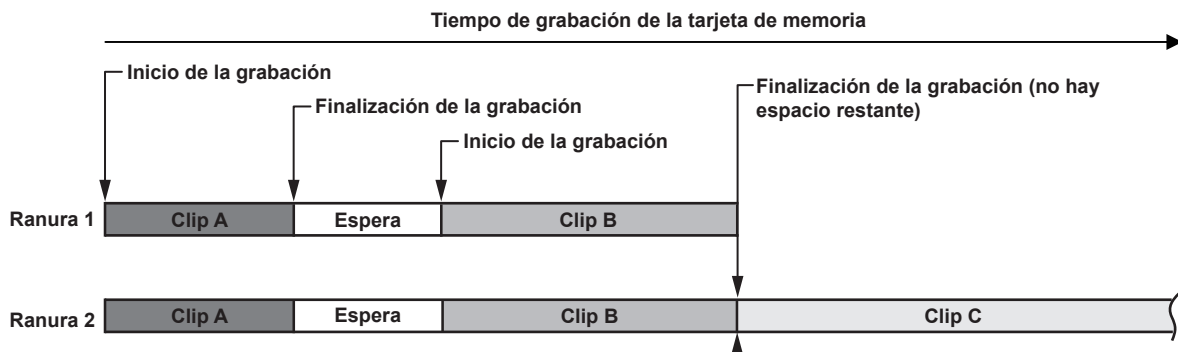 Tiempo de grabación de la tarjeta de memoria
Inicio de la grabación
Finalización de la grabación
Inicio de la grabación
Finalización de la grabación (no hay
espacio restante)
Ranura 1
Clip A
Espera
Clip B
Ranura 2
Clip A
Espera
Clip B
Clip C